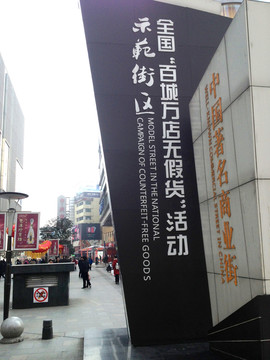 全国“百城万店无假货”活动
示范街区
MODEL STREET IN THE NATIONAL
CAMPAIGN OF COUNTERFEIT-FREE GOODS
中国著名商业街